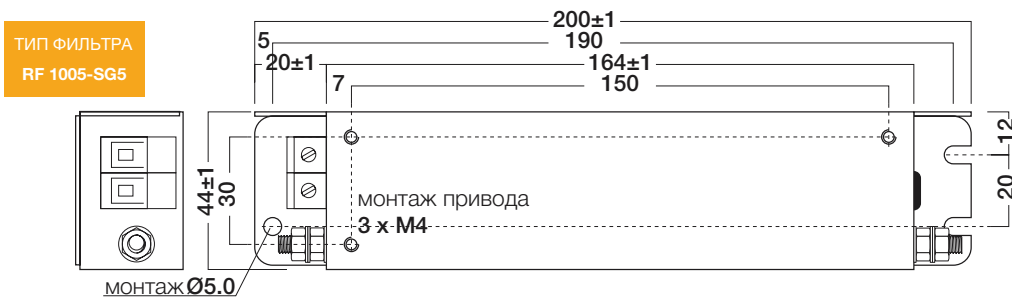 ТИП ФИЛЬТРА
RF 1005-SG5
200±1
5
190
20±1
164±1
7
150
12
44±1
30
20
монтаж привода
3 x M4
монтаж Ø5.0